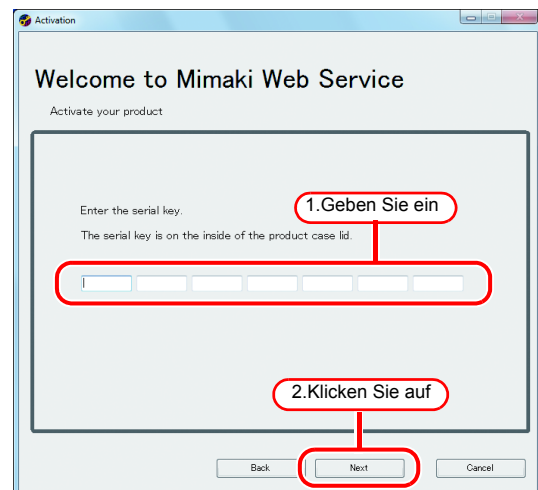 Activation
Welcome to Mimaki Web Service
Activate your product
Enter the serial key.
1.Geben Sie ein
The serial key is on the inside of the product case lid.
2.Klicken Sie auf
Back
Next
Cancel